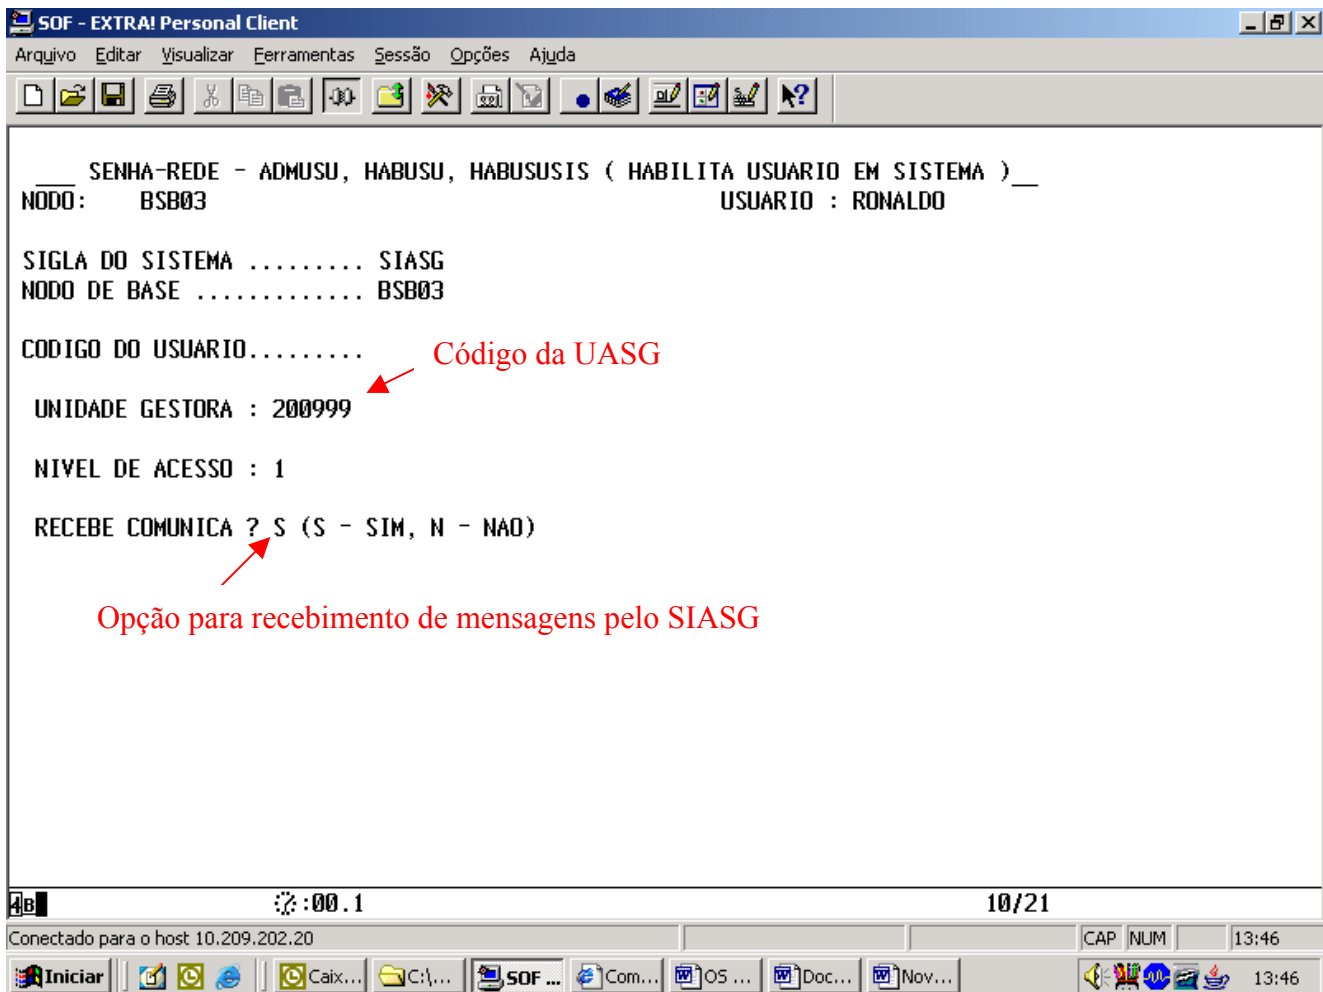 SOF - EXTRA! Personal Client
Arquivo Editar Visualizar Ferramentas Sessão Opções Ajuda
SENHA-REDE - ADMUSU, HABUSU, HABUSUSIS ( HABILITA USUARIO EM SISTEMA )
NODO: BSB03 USUARIO : RONALDO
SIGLA DO SISTEMA ......... SIASG
NODO DE BASE ............. BSB03
CODIGO DO USUARIO......... Código da UASG
UNIDADE GESTORA : 200999
NIVEL DE ACESSO : 1
RECEBE COMUNICA ? S (S - SIM, N - NAO)
Opção para recebimento de mensagens pelo SIASG
4B :00.1 10/21
Conectado para o host 10.209.202.20 CAP NUM 13:46
Iniciar Caix... C:\,... SOF ... Com... OS ... Doc... Nov... 13:46